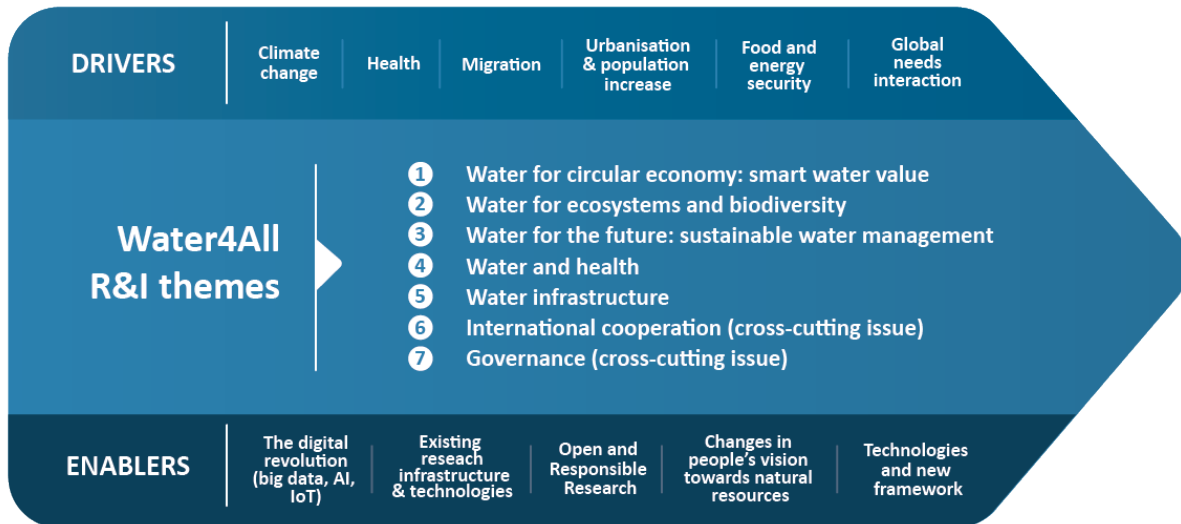 DRIVERS
Climate
change
Health
Migration
Urbanisation
& population
increase
Food and
energy
security
Global
needs
interaction
Water4All
R&I themes
1 Water for circular economy: smart water value
2 Water for ecosystems and biodiversity
3 Water for the future: sustainable water management
4 Water and health
5 Water infrastructure
6 International cooperation (cross-cutting issue)
7 Governance (cross-cutting issue)
ENABLERS
The digital
revolution
(big data, AI,
IoT)
Existing
reseach
infrastructure
& technologies
Open and
Responsible
Research
Changes in
people’s vision
towards natural
resources
Technologies
and new
framework